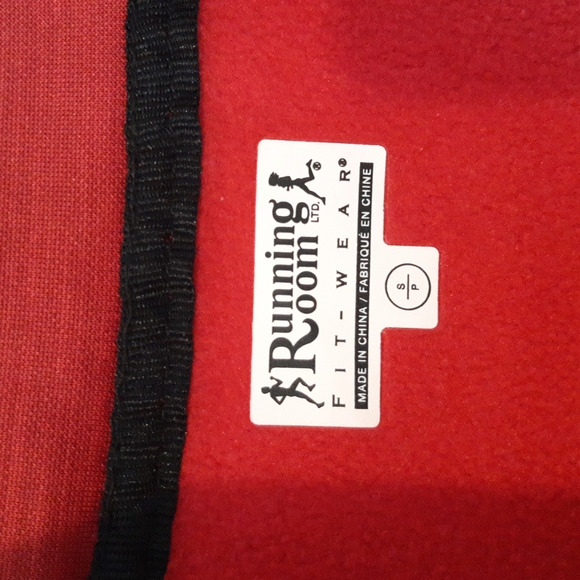 Running
Room LTD.®
FIT-WEAR®
MADE IN CHINA / FABRIQUÉ EN CHINE
S
P